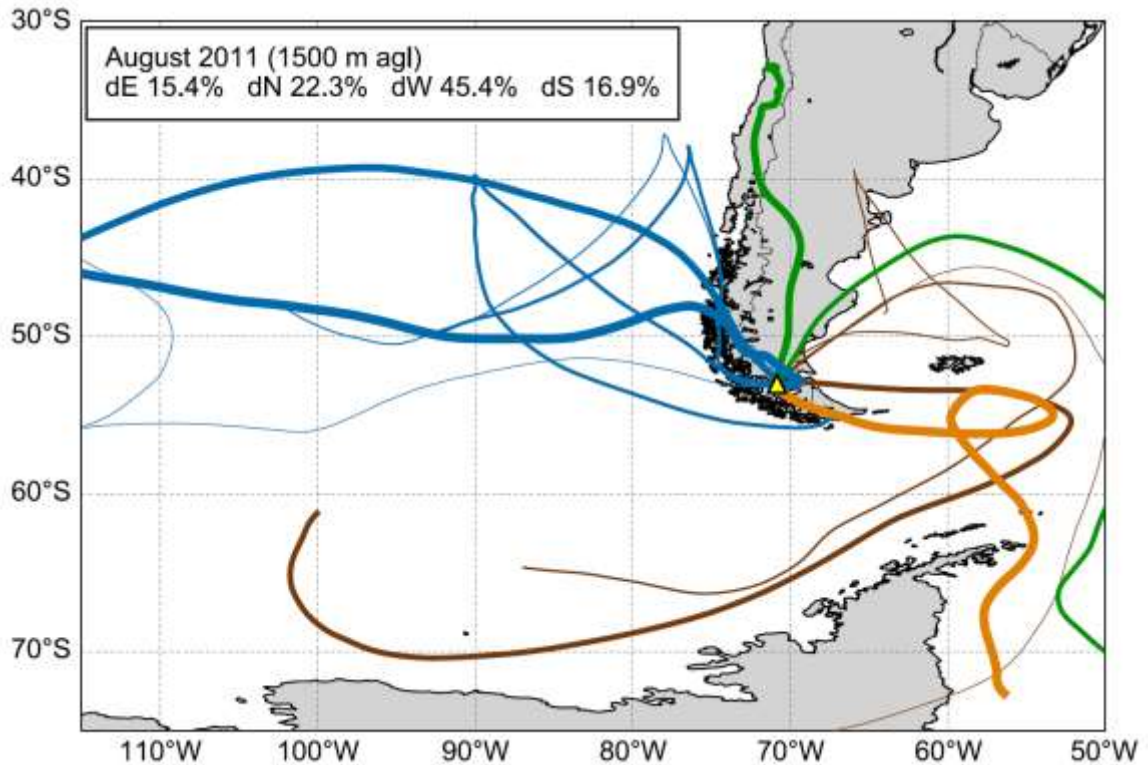 August 2011 (1500 m agl)
dE 15.4% dN 22.3% dW 45.4% dS 16.9%
30°S
40°S
50°S
60°S
70°S
110°W 100°W 90°W 80°W 70°W 60°W 50°W